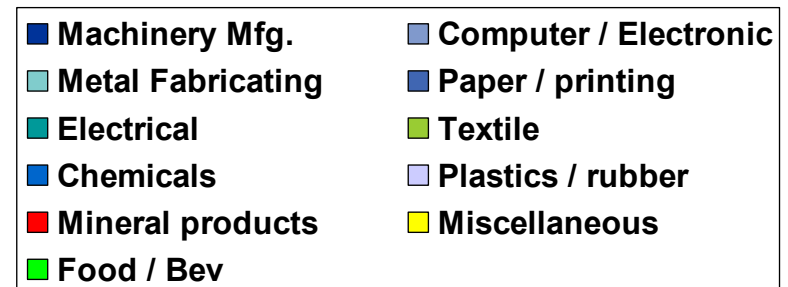 Machinery Mfg.
Computer / Electronic
Metal Fabricating
Paper / printing
Electrical
Textile
Chemicals
Plastics / rubber
Mineral products
Miscellaneous
Food / Bev